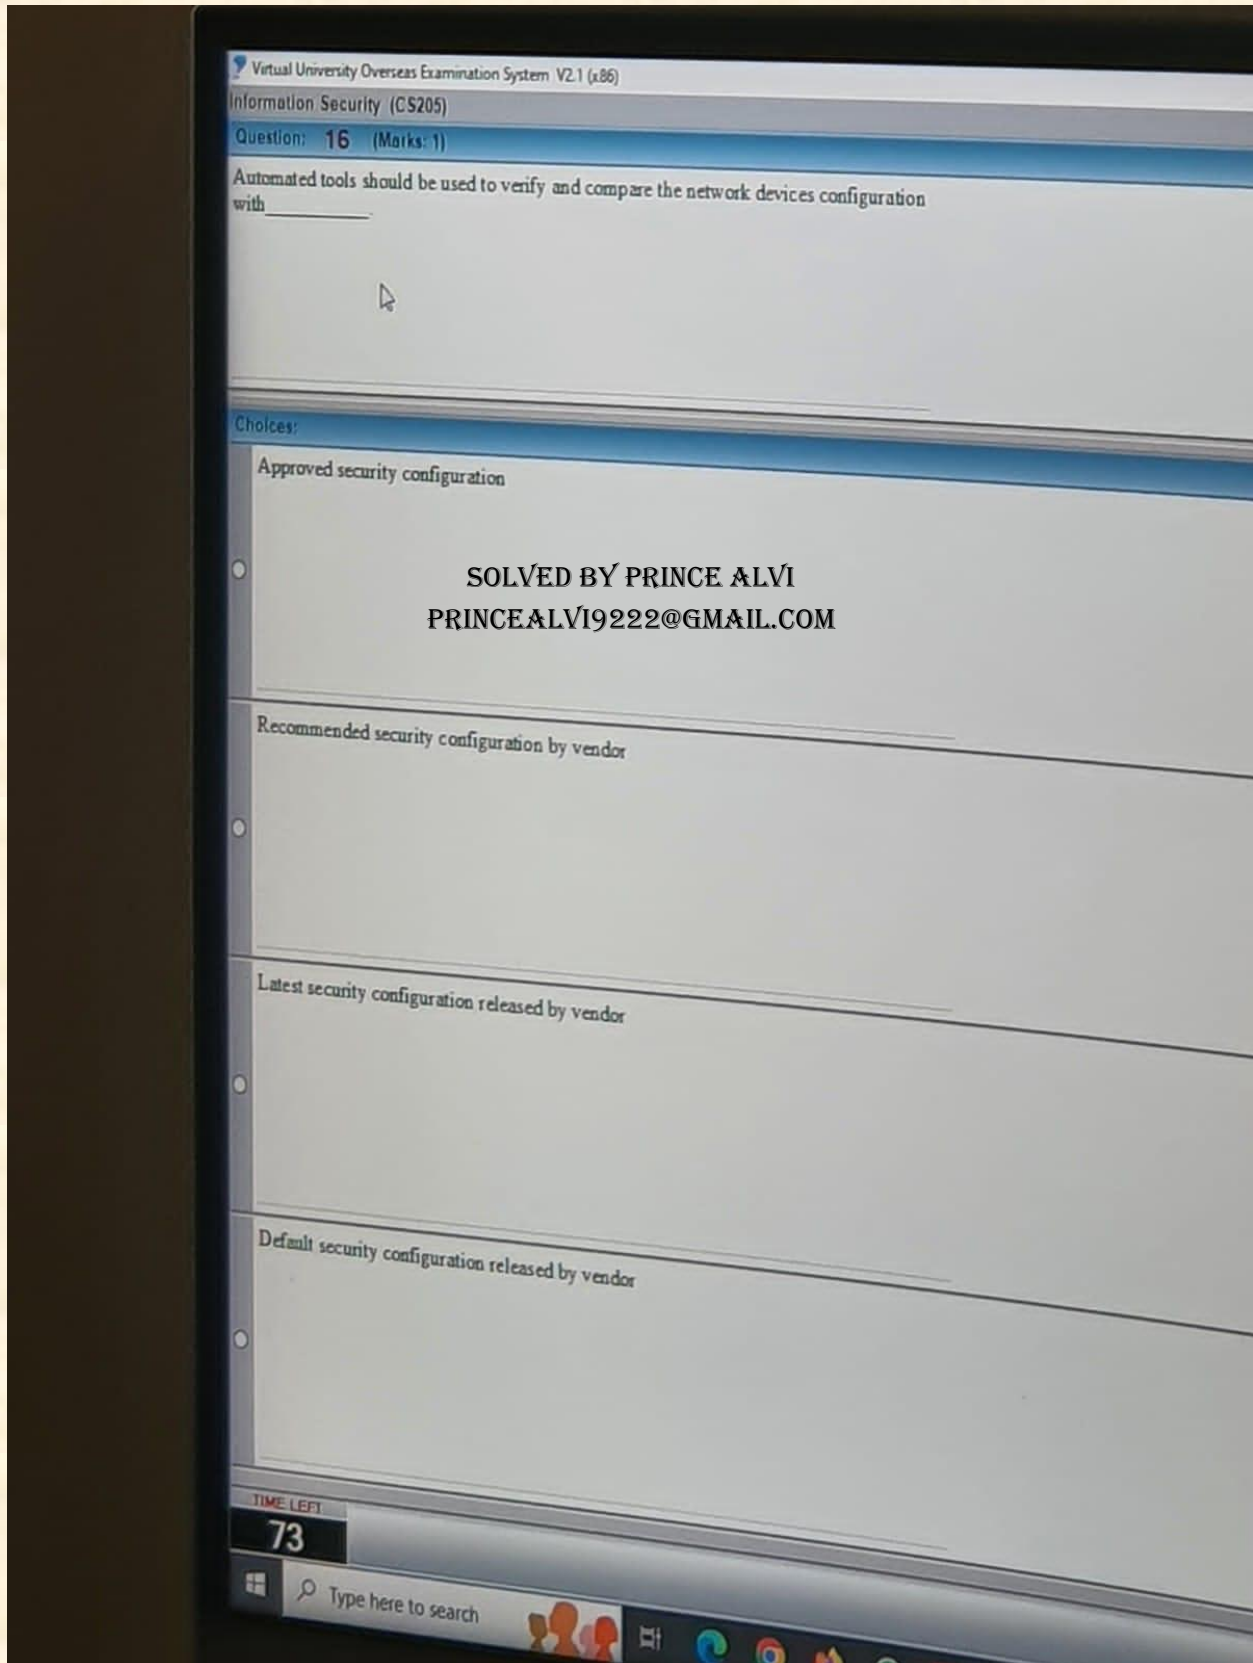 Virtual University Overseas Examination System V2.1 (x86)
Information Security (CS205)
Question: 16 (Marks: 1)
Automated tools should be used to verify and compare the network devices configuration
with__________.
Choices:
Approved security configuration
SOLVED BY PRINCE ALVI
PRINCEALVI9222@GMAIL.COM
Recommended security configuration by vendor
Latest security configuration released by vendor
Default security configuration released by vendor
TIME LEFT
73
Type here to search